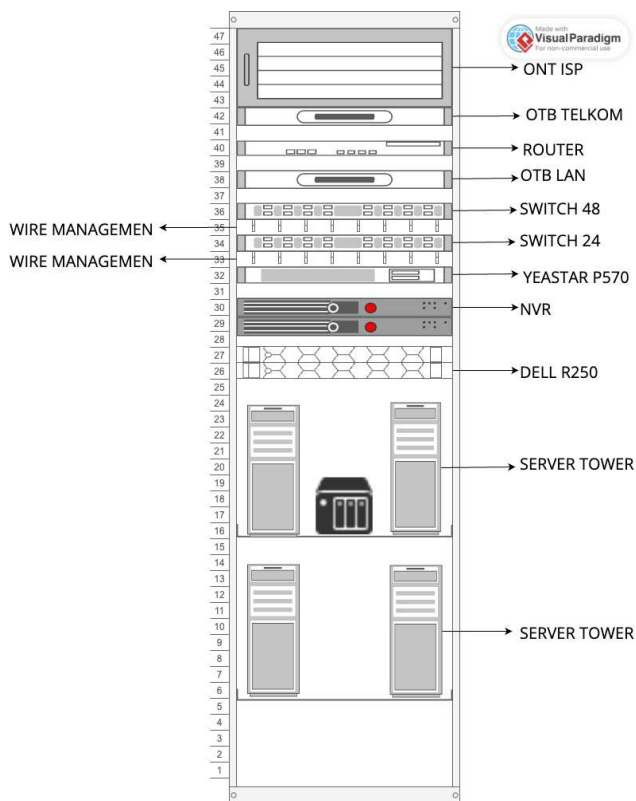 Made with
VisualParadigm
For non-commercial use
47
46
45
ONT ISP
44
43
42
OTB TELKOM
41
40
ROUTER
39
38
OTB LAN
37
36
SWITCH 48
35
WIRE MANAGEMEN
34
SWITCH 24
33
WIRE MANAGEMEN
32
YEASTAR P570
31
30
NVR
29
28
27
26
DELL R250
25
24
23
22
21
20
SERVER TOWER
19
18
17
16
15
14
13
12
11
10
SERVER TOWER
9
8
7
6
5
4
3
2
1